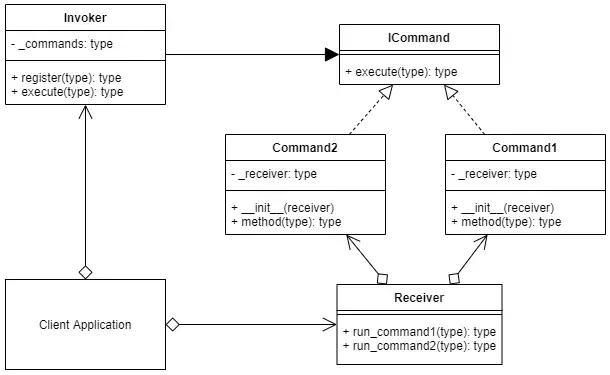 Invoker
- _commands: type
+ register(type): type
+ execute(type): type
ICommand
+ execute(type): type
Command2
- _receiver: type
+ __init__(receiver)
+ method(type): type
Command1
- _receiver: type
+ __init__(receiver)
+ method(type): type
Client Application
Receiver
+ run_command1(type): type
+ run_command2(type): type